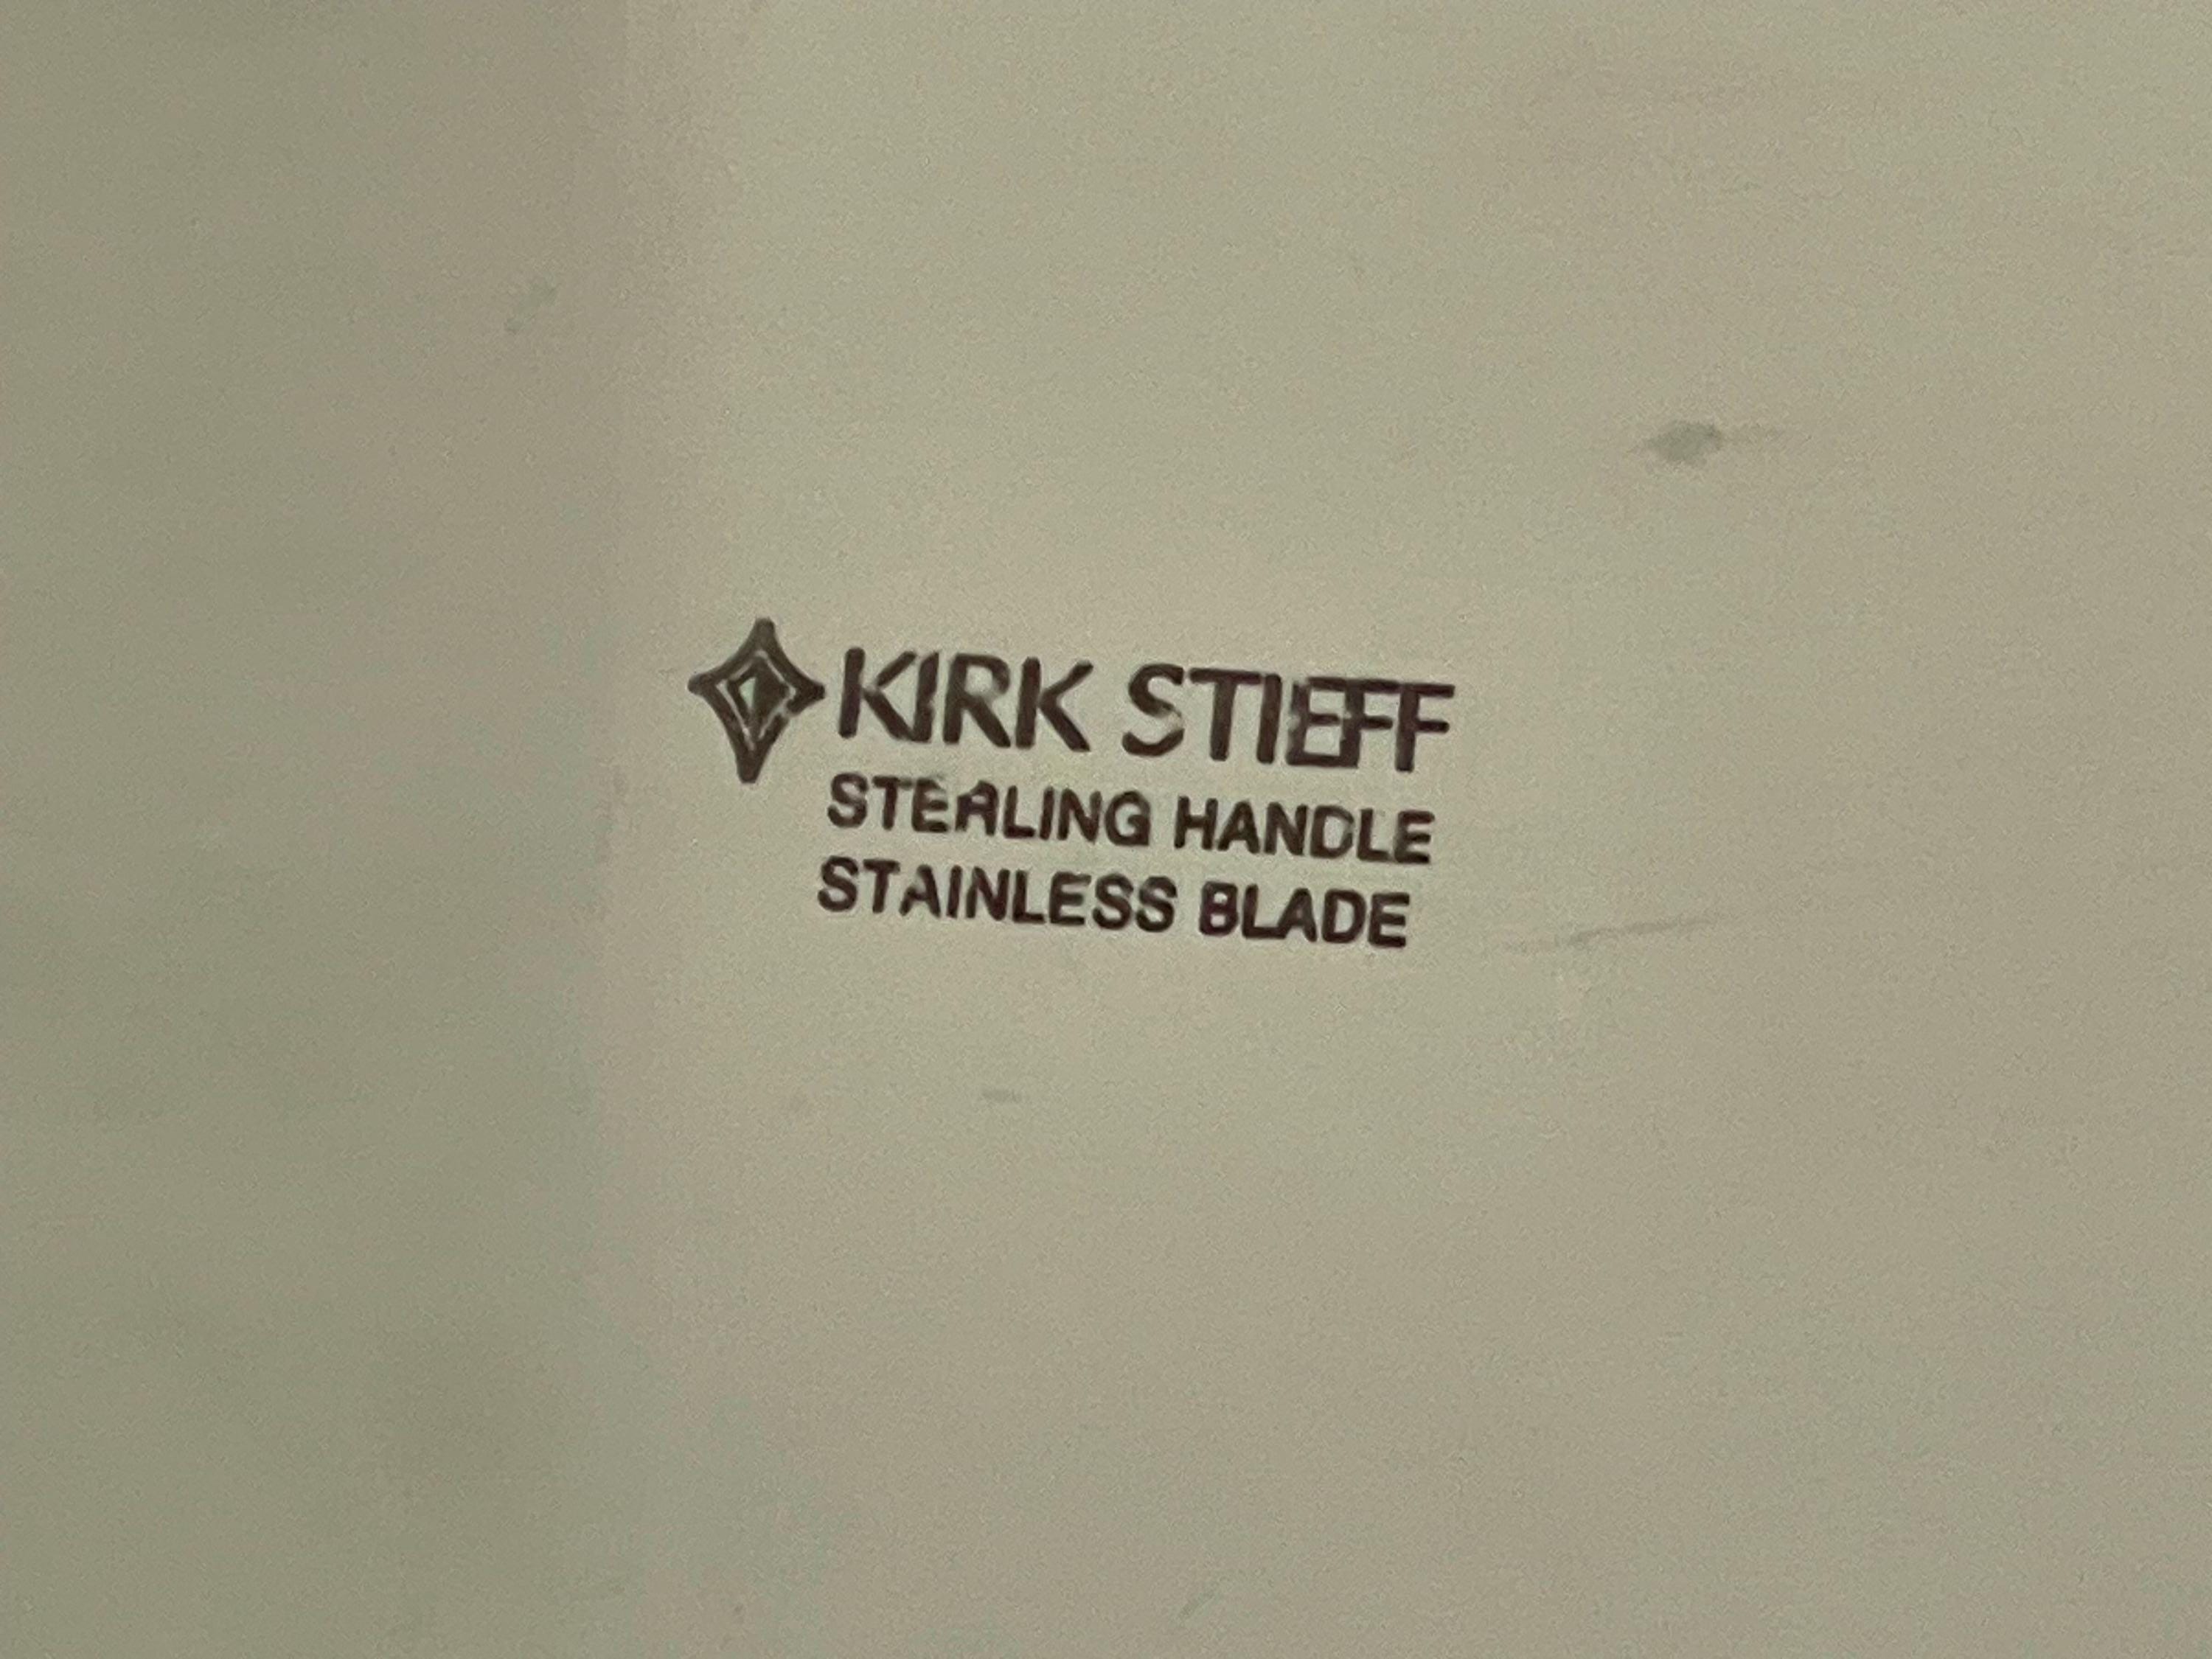 KIRK STIEFF
STERLING HANDLE
STAINLESS BLADE